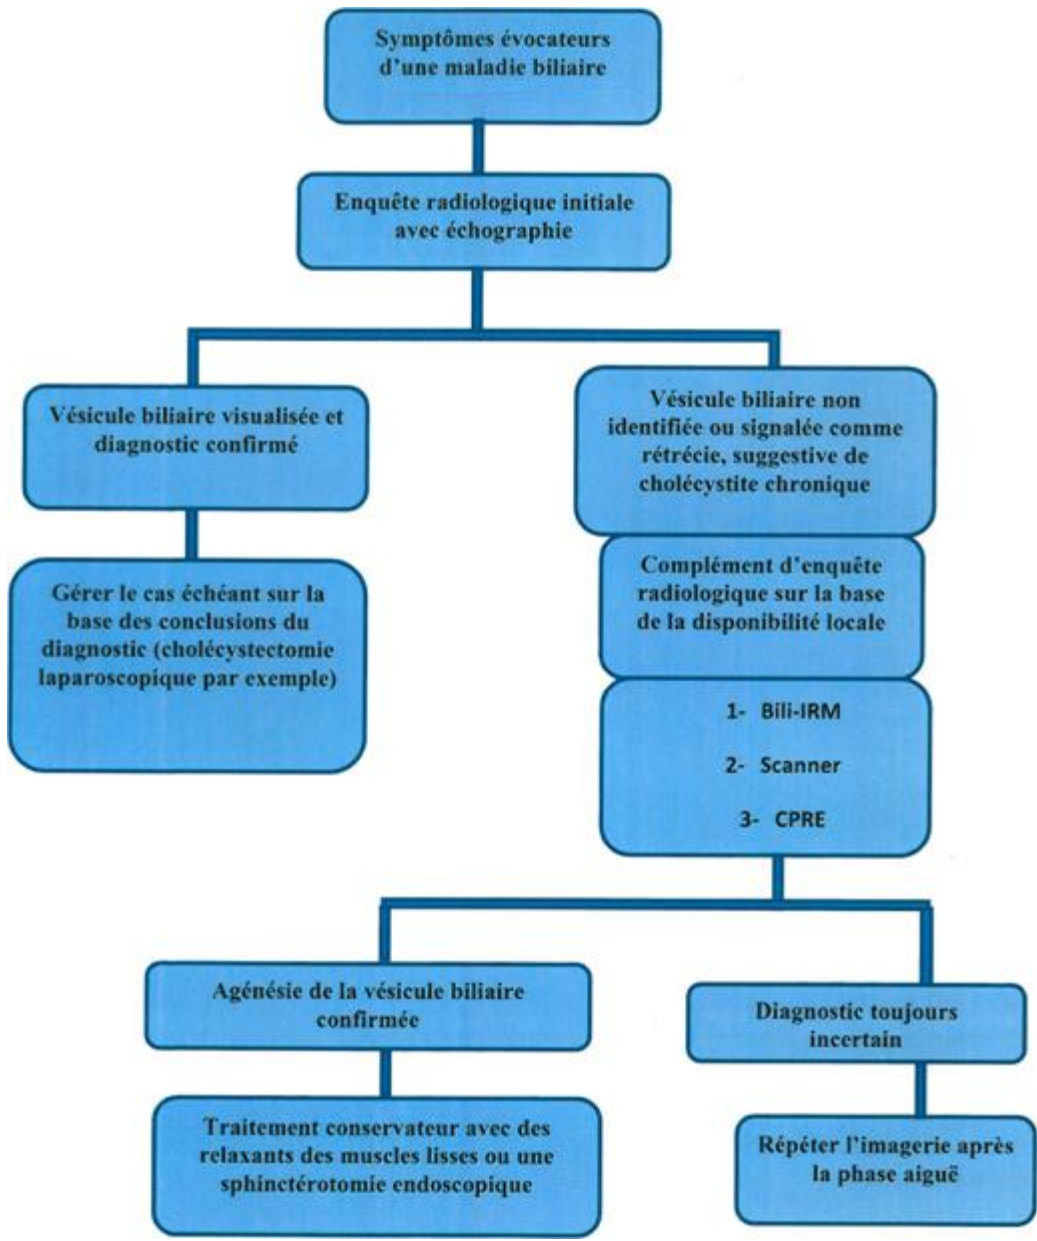 Symptômes évocateurs
d'une maladie biliaire
Enquête radiologique initiale
avec échographie
Vésicule biliaire visualisée et
diagnostic confirmé
Gérer le cas échéant sur la
base des conclusions du
diagnostic (cholécystectomie
laparoscopique par exemple)
Vésicule biliaire non
identifiée ou signalée comme
rétrécie, suggestive de
cholécystite chronique
Complément d'enquête
radiologique sur la base
de la disponibilité locale
1- Bili-IRM
2- Scanner
3- CPRE
Agénésie de la vésicule biliaire
confirmée
Traitement conservateur avec des
relaxants des muscles lisses ou une
sphinctérotomie endoscopique
Diagnostic toujours
incertain
Répéter l'imagerie après
la phase aiguë